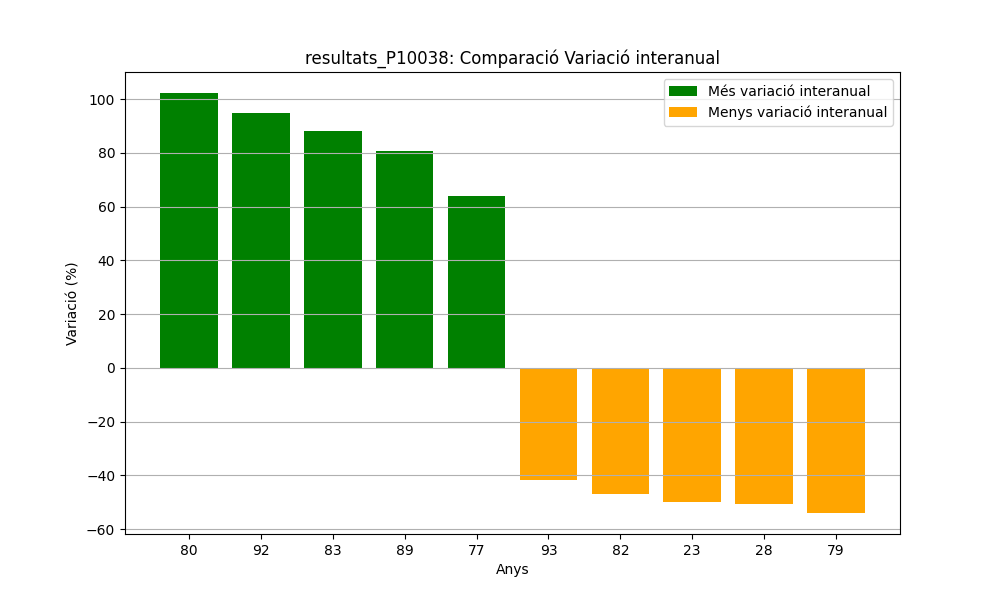 resultats_P10038: Comparació Variació interanual
Més variació interanual
Menys variació interanual
Variació (%)
100
80
60
40
20
0
−20
−40
−60
80 92 83 89 77 93 82 23 28 79
Anys